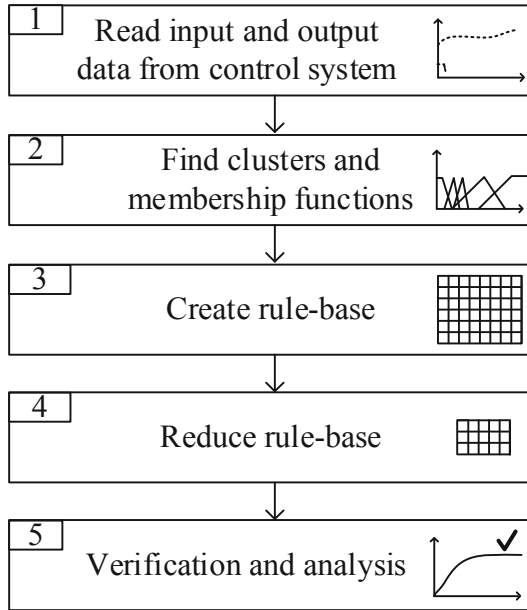 1
Read input and output
data from control system
2
Find clusters and
membership functions
3
Create rule-base
4
Reduce rule-base
5
Verification and analysis